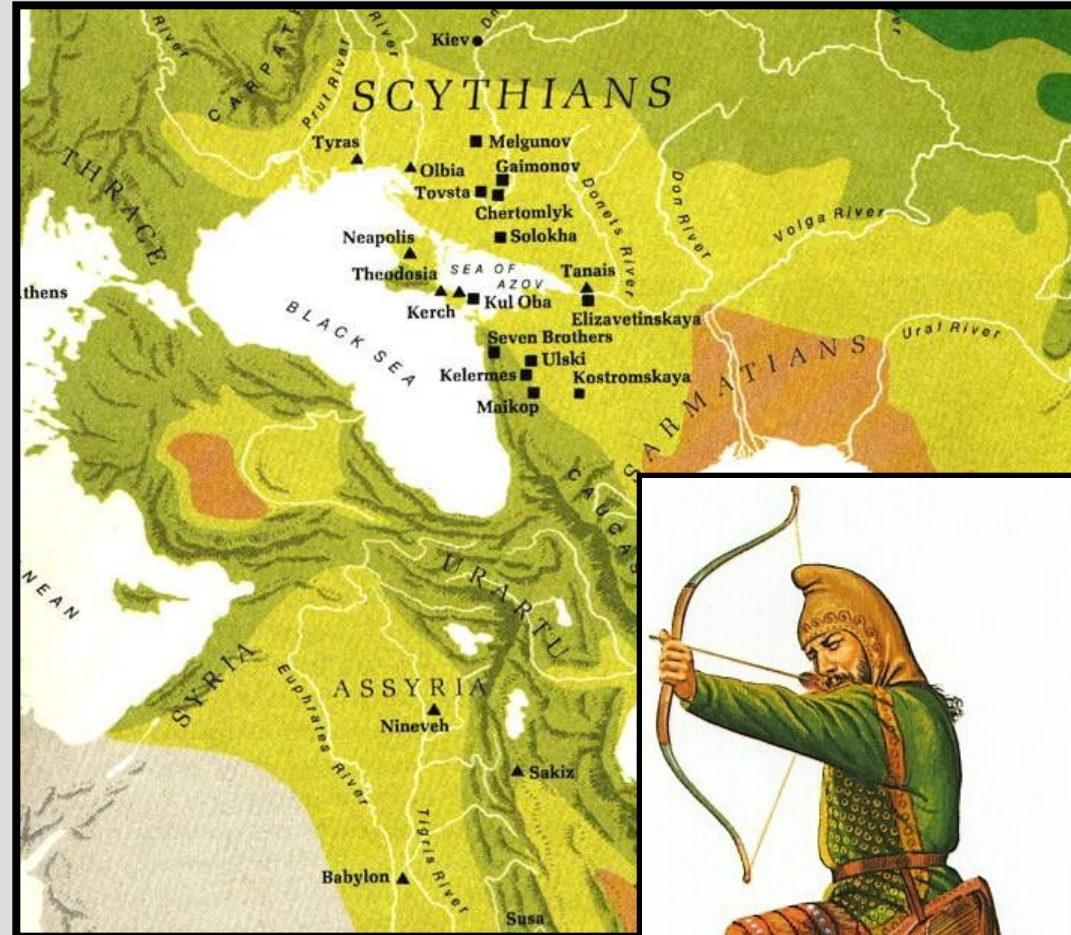 River
CARPAT
Prut River
River
Kiev
SCYTHIANS
THRACE
Tyras
Olbia
Melgunov
Gaimonov
Tovsta
Chertomlyk
Solokha
Donets River
Don River
Volga River
Neapolis
Theodosia
SEA OF
AZOV
Tanais
Kerch
Kul Oba
Elizavetinskaya
Ural River
thens
BLACK SEA
Seven Brothers
Ulski
Kelermes
Kostromskaya
Maikop
SARMATIANS
CAUCAS
URARTU
NEAN
SYRIA
ASSYRIA
Euphrates River
Nineveh
Sakiz
Tigris River
Babylon
Susa